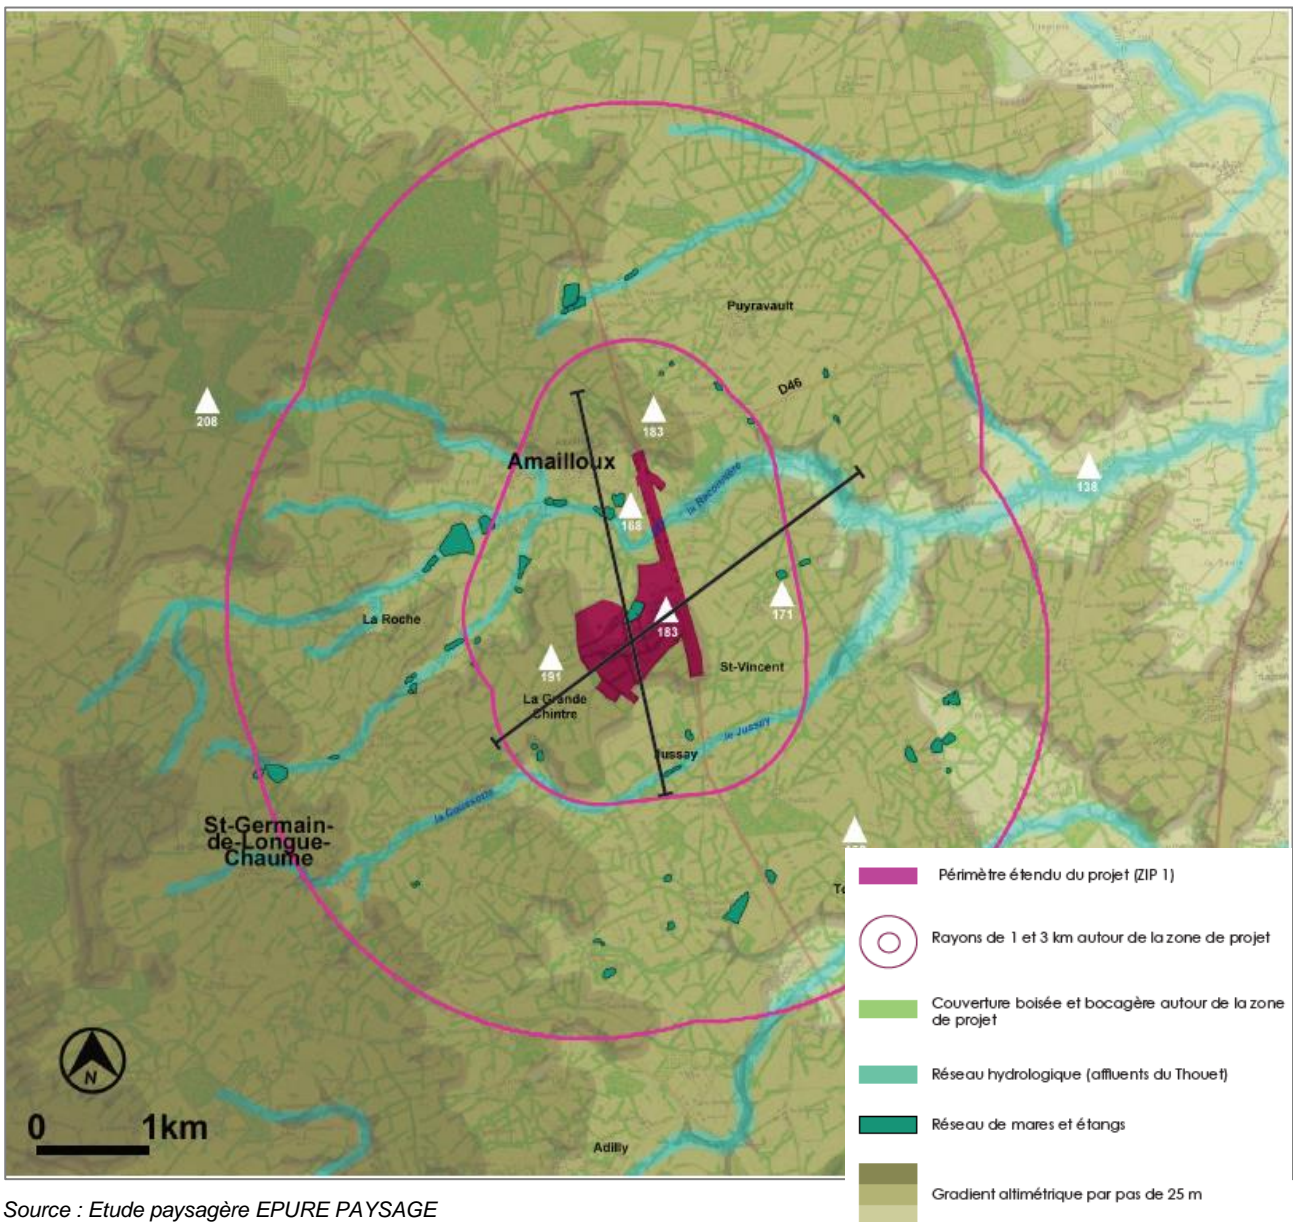 Puyravault
D46
208
183
Amailloux
la Raconnière
138
168
171
La Roche
183
St-Vincent
191
La Grande
Chintre
le Jussay
Jussay
St-Germain-
de-Longue-
Chaume
Périmètre étendu du projet (ZIP 1)
Rayons de 1 et 3 km autour de la zone de projet
Couverture boisée et bocagère autour de la zone
de projet
Réseau hydrologique (affluents du Thouet)
Réseau de mares et étangs
Gradient altimétrique par pas de 25 m
N
0 1km
Adilly
Source : Etude paysagère EPURE PAYSAGE